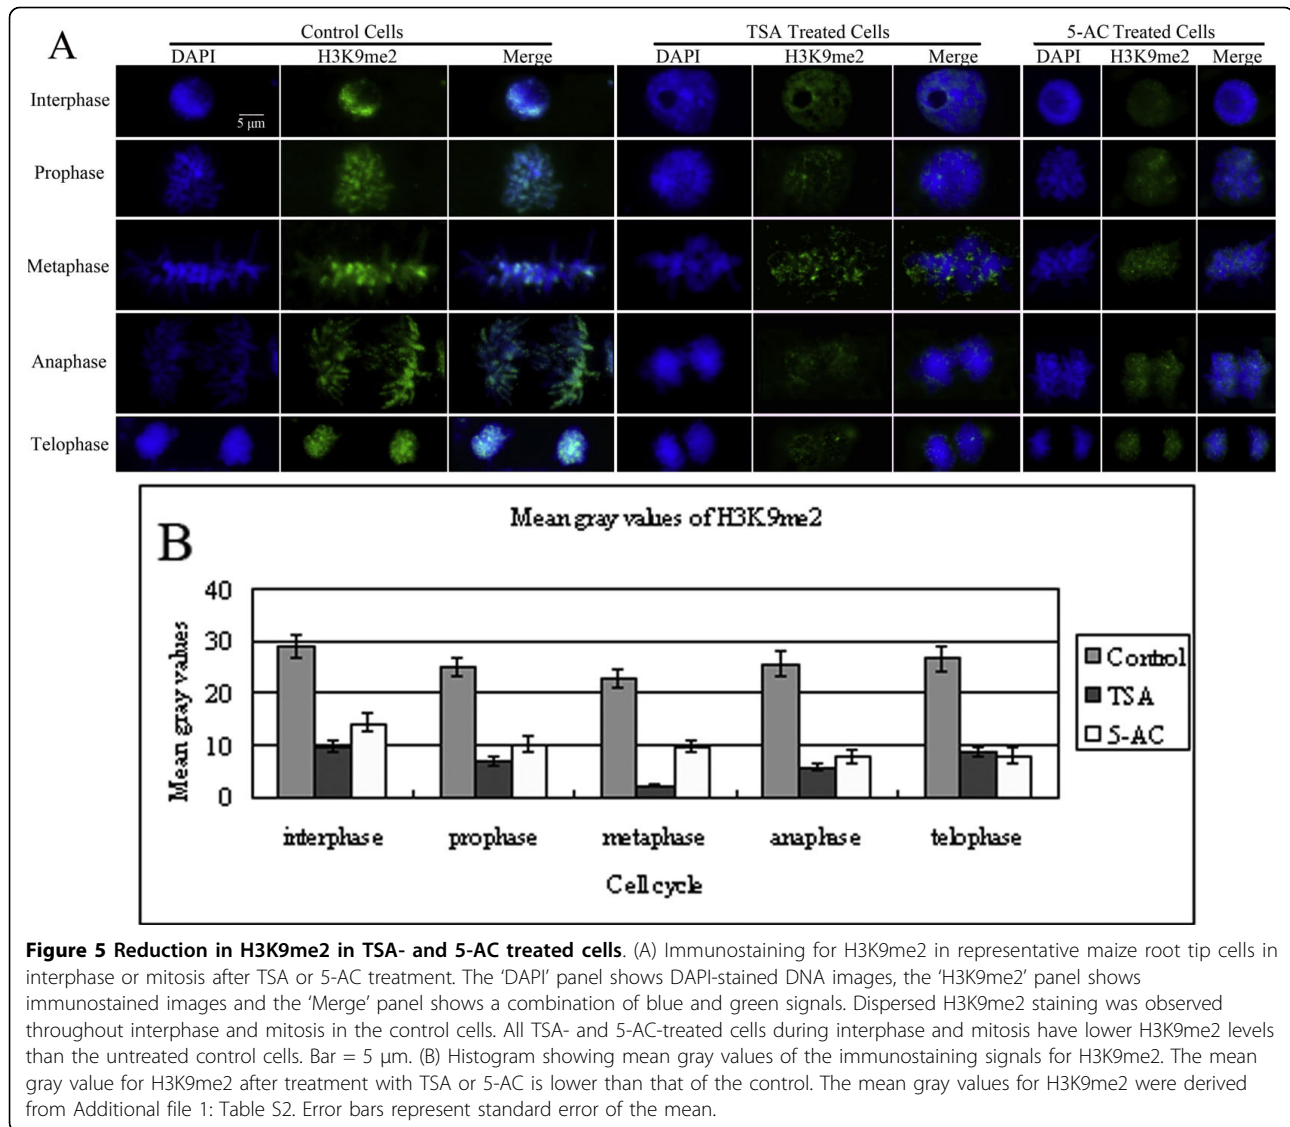 A
Control Cells
TSA Treated Cells
5-AC Treated Cells
DAPI H3K9me2 Merge DAPI H3K9me2 Merge DAPI H3K9me2 Merge
Interphase
5 μm
Prophase
Metaphase
Anaphase
Telophase
B
Mean gray values of H3K9me2
Mean gray values
40
30
20
10
0
interphase prophase metaphase anaphase telophase
Cell cycle
Control
TSA
5-AC
Figure 5 Reduction in H3K9me2 in TSA- and 5-AC treated cells. (A) Immunostaining for H3K9me2 in representative maize root tip cells in
interphase or mitosis after TSA or 5-AC treatment. The ‘DAPI’ panel shows DAPI-stained DNA images, the ‘H3K9me2’ panel shows
immunostained images and the ‘Merge’ panel shows a combination of blue and green signals. Dispersed H3K9me2 staining was observed
throughout interphase and mitosis in the control cells. All TSA- and 5-AC-treated cells during interphase and mitosis have lower H3K9me2 levels
than the untreated control cells. Bar = 5 μm. (B) Histogram showing mean gray values of the immunostaining signals for H3K9me2. The mean
gray value for H3K9me2 after treatment with TSA or 5-AC is lower than that of the control. The mean gray values for H3K9me2 were derived
from Additional file 1: Table S2. Error bars represent standard error of the mean.